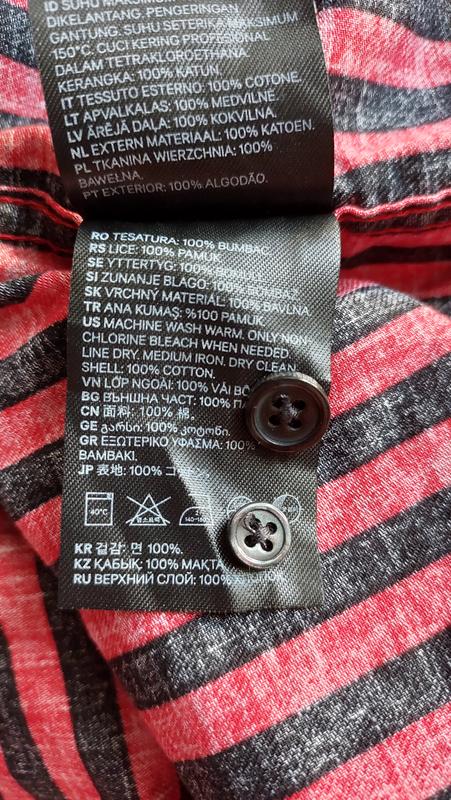 ID SUHU MAKSIMUM
DIKELANTANG. PENGERINGAN
GANTUNG. SUHU SETERIKA MAKSIMUM
150°C. CUCI KERING PROFESIONAL
DALAM TETRAKLOROETHANA
KERANGKA: 100% KATUN.
IT TESSUTO ESTERNO: 100% COTONE.
LT APVALKALAS: 100% MEDVILNĖ.
LV ĀRĒJĀ DAĻA: 100% KOKVILNA.
NL EXTERN MATERIAAL: 100% KATOEN.
PL TKANINA WIERZCHNIA: 100%
BAWEŁNA.
PT EXTERIOR: 100% ALGODÃO.
RO TESATURA: 100% BUMBAC.
RS LICE: 100% PAMUK.
SE YTTERTYG: 100% BOMULL.
SI ZUNANJE BLAGO: 100% BOMBAŽ
SK VRCHNÝ MATERIÁL: 100% BAVLNA
TR ANA KUMAŞ: %100 PAMUK.
US MACHINE WASH WARM. ONLY NON-
CHLORINE BLEACH WHEN NEEDED.
LINE DRY. MEDIUM IRON. DRY CLEAN
SHELL: 100% COTTON.
VN LỚP NGOÀI: 100% VẢI BÔ
BG ВЪНШНА ЧАСТ: 100%
CN 面料: 100% 棉。
GE გარსი: 100% კოტონი.
GR ΕΞΩΤΕΡΙΚΟ ΥΦΑΣΜΑ: 100%
BAMBAKI.
JP 表地: 100% コ
40°C
KR 겉감: 면 100%.
KZ ҚАБЫҚ: 100% МАҚТА
RU ВЕРХНИЙ СЛОЙ: 100%